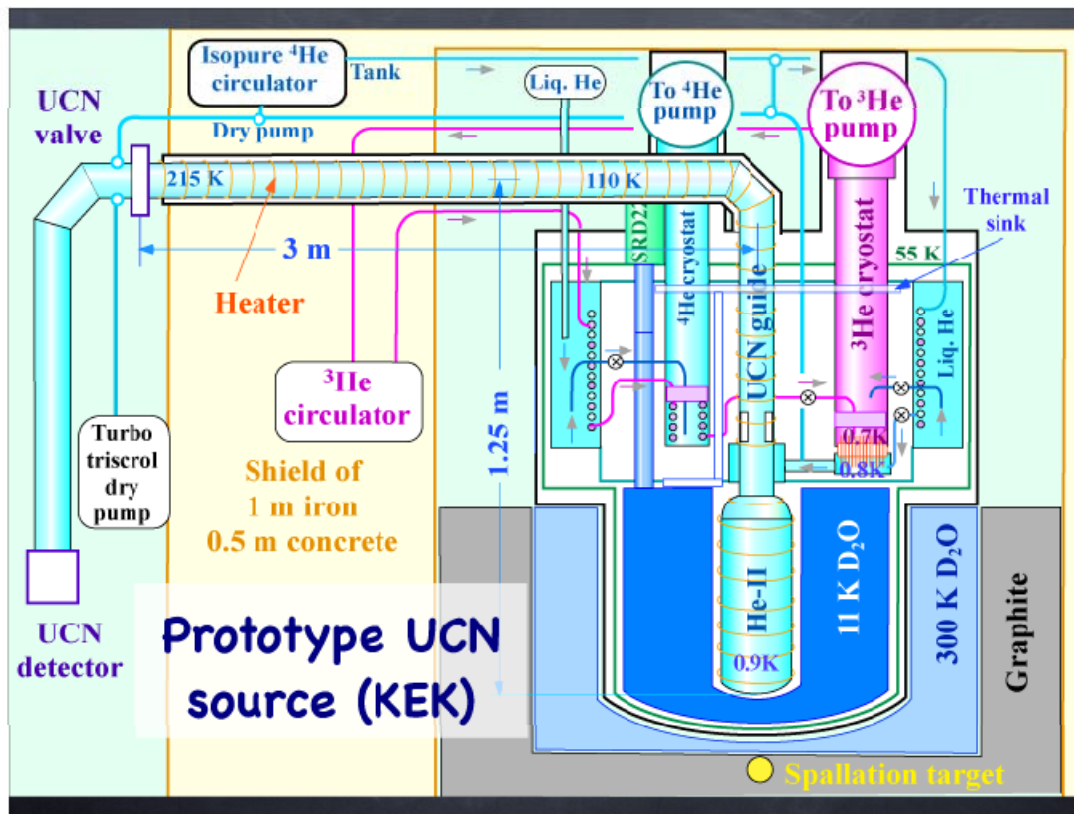 Isopure ⁴He
circulator
Tank
Liq. He
To ⁴He
pump
To ³He
pump
UCN
valve
Dry pump
215 K
110 K
Thermal
sink
3 m
SRD22
⁴He cryostat
UCN guide
³He cryostat
55 K
Heater
Liq. He
³He
circulator
1.25 m
0.7K
0.8K
Turbo
triscrol
dry
pump
Shield of
1 m iron
0.5 m concrete
He-II
11 K D₂O
300 K D₂O
Graphite
0.9K
UCN
detector
Prototype UCN
source (KEK)
Spallation target